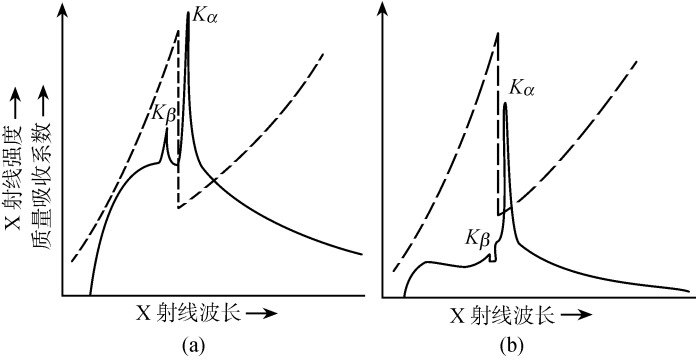 X 射线强度 →
质量吸收系数 →
Kβ
Kα
X 射线波长 →
(a)
Kβ
Kα
X 射线波长 →
(b)